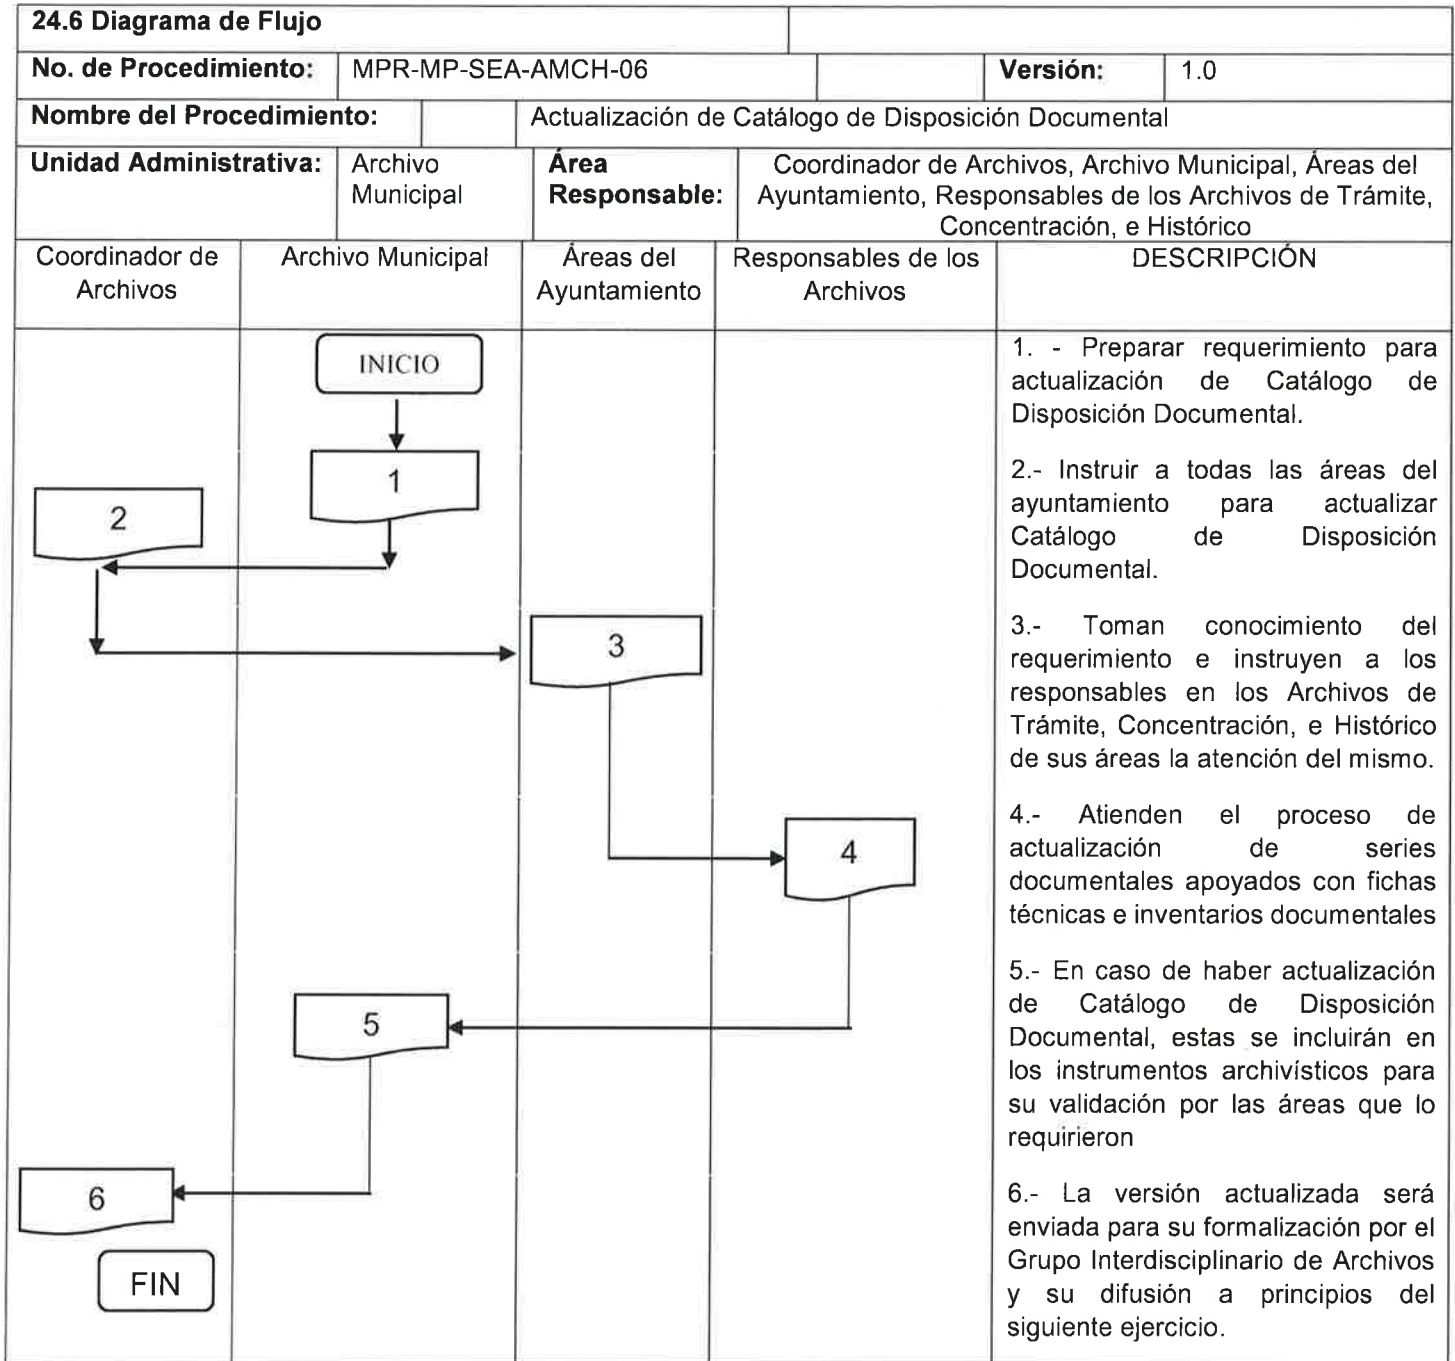 24.6 Diagrama de Flujo
No. de Procedimiento: MPR-MP-SEA-AMCH-06 Versión: 1.0
Nombre del Procedimiento: Actualización de Catálogo de Disposición Documental
Unidad Administrativa:
Archivo
Municipal
Área
Responsable:
Coordinador de Archivos, Archivo Municipal, Áreas del
Ayuntamiento, Responsables de los Archivos de Trámite,
Concentración, e Histórico
Coordinador de
Archivos
Archivo Municipal
Áreas del
Ayuntamiento
Responsables de los
Archivos
DESCRIPCIÓN
INICIO
1
2
3
4
5
6
FIN
1. - Preparar requerimiento para
actualización de Catálogo de
Disposición Documental.
2.- Instruir a todas las áreas del
ayuntamiento para actualizar
Catálogo de Disposición
Documental.
3.- Toman conocimiento del
requerimiento e instruyen a los
responsables en los Archivos de
Trámite, Concentración, e Histórico
de sus áreas la atención del mismo.
4.- Atienden el proceso de
actualización de series
documentales apoyados con fichas
técnicas e inventarios documentales
5.- En caso de haber actualización
de Catálogo de Disposición
Documental, estas se incluirán en
los instrumentos archivísticos para
su validación por las áreas que lo
requirieron
6.- La versión actualizada será
enviada para su formalización por el
Grupo Interdisciplinario de Archivos
y su difusión a principios del
siguiente ejercicio.